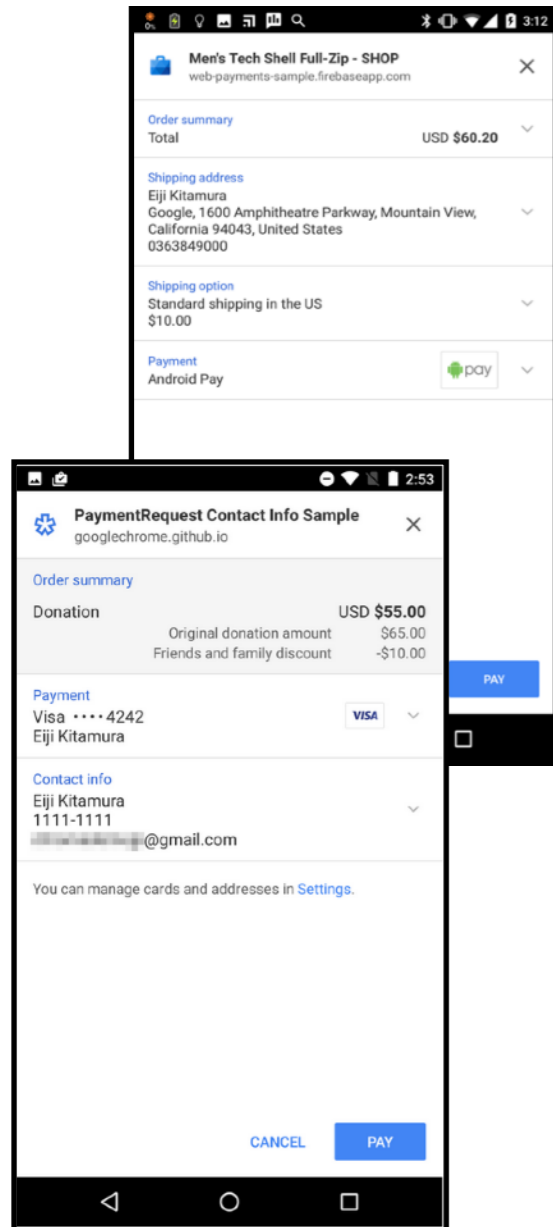 3:12
Men's Tech Shell Full-Zip - SHOP
web-payments-sample.firebaseapp.com
Order summary
Total USD $60.20
Shipping address
Eiji Kitamura
Google, 1600 Amphitheatre Parkway, Mountain View,
California 94043, United States
0363849000
Shipping option
Standard shipping in the US
$10.00
Payment
Android Pay
pay
PAY
2:53
PaymentRequest Contact Info Sample
googlechrome.github.io
Order summary
Donation USD $55.00
Original donation amount $65.00
Friends and family discount -$10.00
Payment
Visa ····4242 VISA
Eiji Kitamura
Contact info
Eiji Kitamura
1111-1111
@gmail.com
You can manage cards and addresses in Settings.
CANCEL PAY